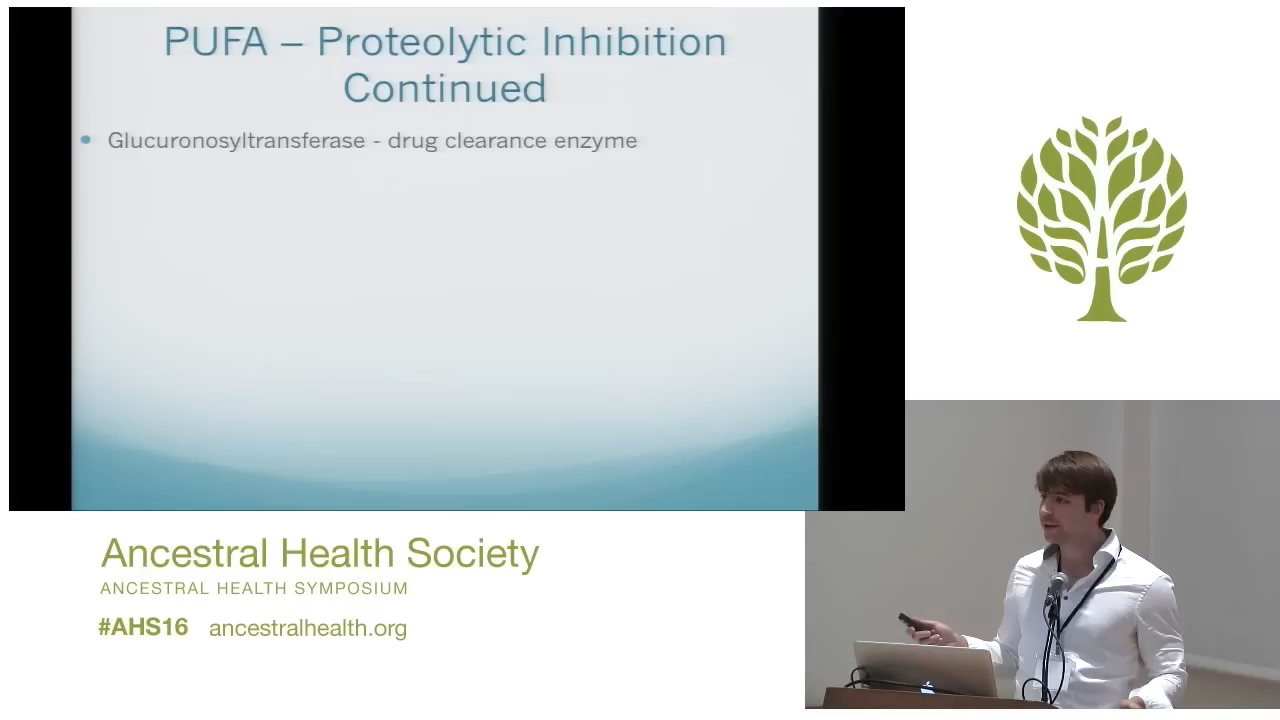 PUFA – Proteolytic Inhibition
Continued
• Glucuronosyltransferase - drug clearance enzyme
Ancestral Health Society
ANCESTRAL HEALTH SYMPOSIUM
#AHS16 ancestralhealth.org